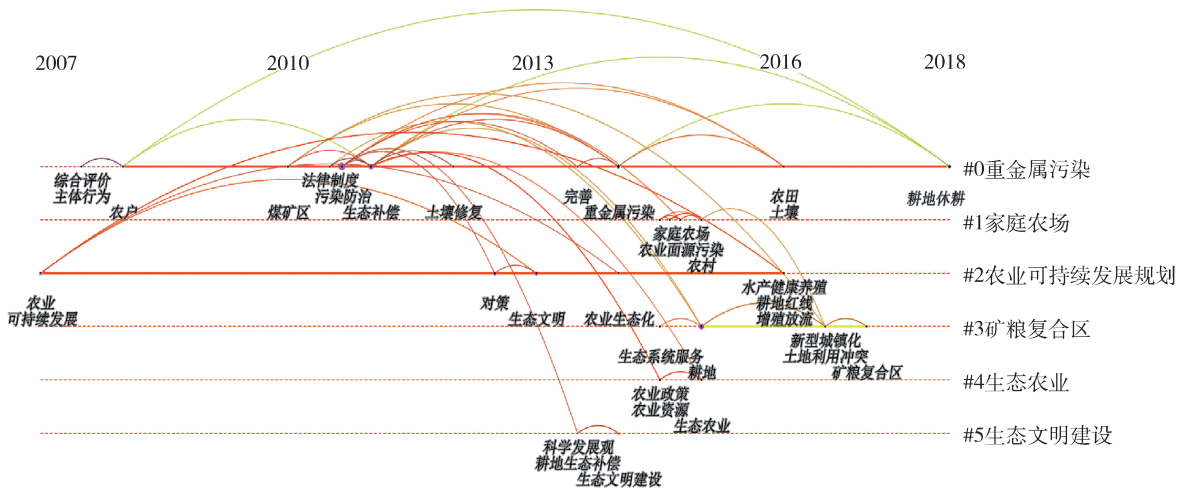 2007 2010 2013 2016 2018
#0重金属污染
综合评价 法律制度 完善 农田 耕地休耕
主体行为 污染防治
农户 煤矿区 生态补偿 土壤修复 重金属污染 土壤
#1家庭农场
家庭农场
农业面源污染
农村
#2农业可持续发展规划
农业 对策 水产健康养殖
可持续发展 生态文明 农业生态化 耕地红线
增殖放流
#3矿粮复合区
新型城镇化
生态系统服务 土地利用冲突
耕地 矿粮复合区
#4生态农业
农业政策
农业资源
生态农业
#5生态文明建设
科学发展观
耕地生态补偿
生态文明建设